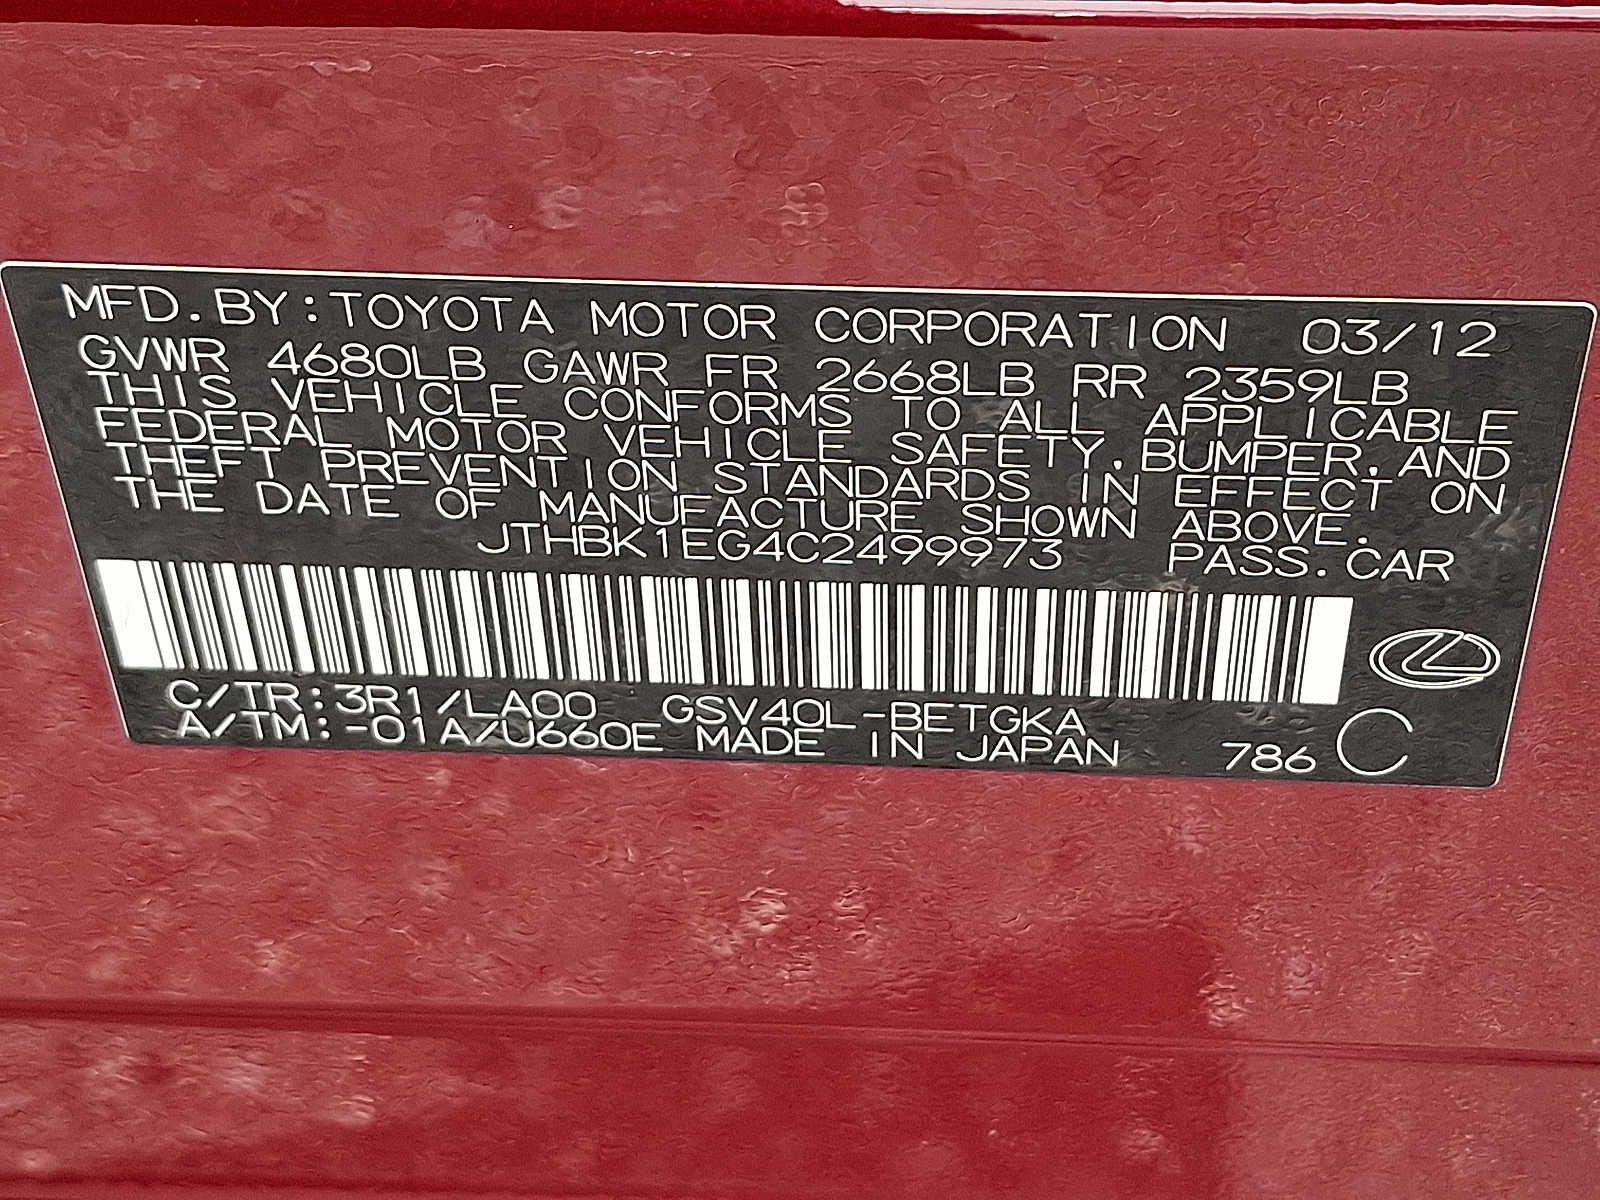 MFD. BY: TOYOTA MOTOR CORPORATION 03/12
GVWR 4680LB GAWR FR 2668LB RR 2359LB
THIS VEHICLE CONFORMS TO ALL APPLICABLE
FEDERAL MOTOR VEHICLE SAFETY, BUMPER, AND
THEFT PREVENTION STANDARDS IN EFFECT ON
THE DATE OF MANUFACTURE SHOWN ABOVE.
JTHBK1EG4C2499973 PASS. CAR
C/TR: 3R1/LA00 GSV40L-BETGKA
A/TM: -01A/U660E MADE IN JAPAN 786 C